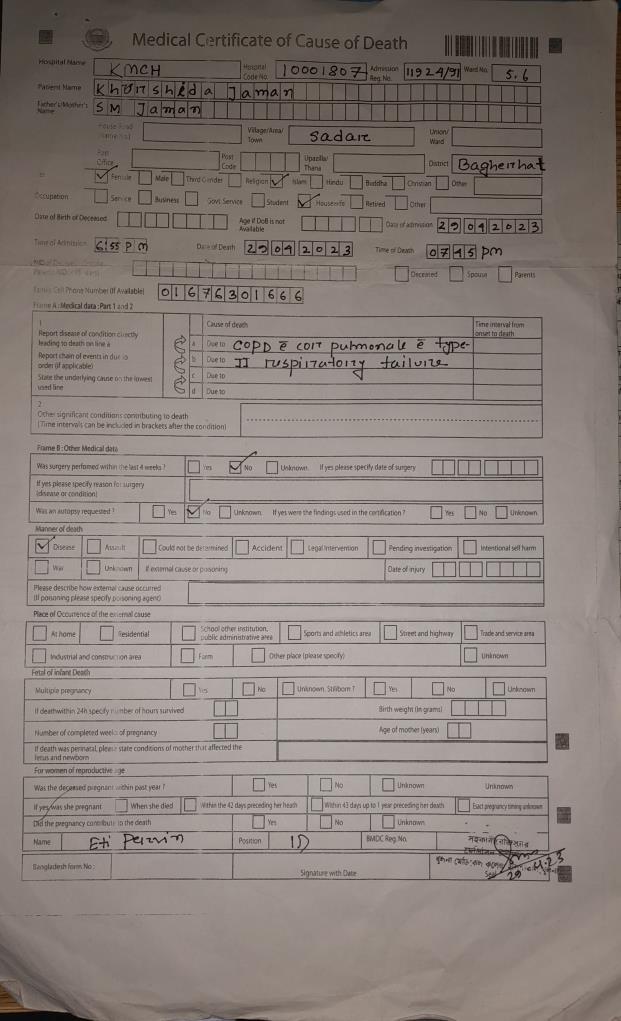 Medical Certificate of Cause of Death
Hospital Name KMCH Hospital Code No. 10001807 Admission Reg. No. 11924/91 Ward No. 5,6
Patient Name Khurshida Jaman
Father's/Mother's Name SM Jaman
House Road Village/Area/Town Sadar Union/Ward
Post Office Post Code Upazilla/Thana District Bagherhat
Female Male Third Gender Religion Islam Hindu Buddha Christian Other
Occupation Service Business Govt. Service Student Housewife Retired Other
Date of Birth of Deceased Age if DoB is not Available Date of admission 29042023
Time of Admission 6:55 pm Date of Death 29042023 Time of Death 0745 pm
Deceased Spouse Parents
Family Cell Phone Number (If Available) 01676301666
Frame A : Medical data : Part 1 and 2
1 Cause of death Time interval from onset to death
Report disease of condition directly leading to death on line a
a Due to COPD c̄ cor pulmonale c̄ type-
Report chain of events in due to order (if applicable)
b Due to II respiratory failure
State the underlying cause on the lowest used line
c Due to
d Due to
2
Other significant conditions contributing to death
(Time intervals can be included in brackets after the condition)
Frame B : Other Medical data
Was surgery perfomed within the last 4 weeks ? Yes No Unknown. If yes please specify date of surgery
If yes please specify reason for surgery (disease or condition)
Was an autopsy requested ? Yes No Unknown. If yes were the findings used in the certification ? Yes No Unknown
Manner of death
Disease Assault Could not be determined Accident Legal Intervention Pending investigation Intentional self harm
War Unknown If external cause or poisoning Date of injury
Please describe how external cause occurred
(If poisoning please specify poisoning agent)
Place of Occurrence of the external cause
At home Residential School other institution, public administrative area Sports and athletics area Street and highway Trade and service area
Industrial and construction area Farm Other place (please specify) Unknown
Fetal of infant Death
Multiple pregnancy Yes No Unknown. Stillborn ? Yes No Unknown
If deathwithin 24h specify number of hours survived Birth weight (in grams)
Number of completed weeks of pregnancy Age of mother (years)
If death was perinatal, please state conditions of mother that affected the fetus and newborn
For women of reproductive age
Was the deceased pregnant within past year ? Yes No Unknown Unknown
If yes, was she pregnant When she died Within the 42 days preceding her heath Within 43 days up to 1 year preceding her death Exact pregnancy timing unknown
Did the pregnancy contribute to the death Yes No Unknown
Name Eti Pervin Position BMDC Reg. No.
Bangladesh form No : Signature with Date Seal